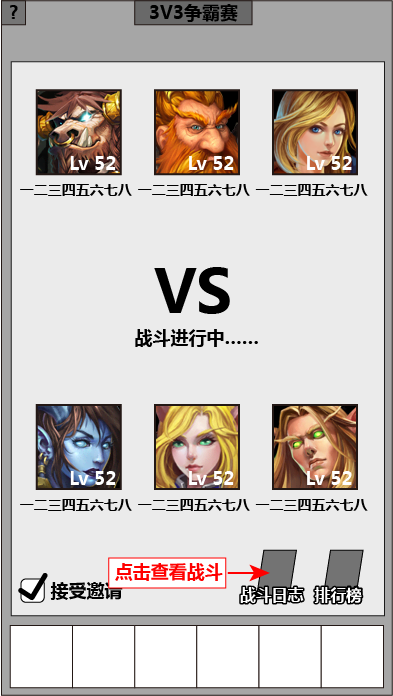 ? 3V3争霸赛
Lv 52 Lv 52 Lv 52
一二三四五六七八 一二三四五六七八 一二三四五六七八
VS
战斗进行中......
Lv 52 Lv 52 Lv 52
一二三四五六七八 一二三四五六七八 一二三四五六七八
点击查看战斗
接受邀请 战斗日志 排行榜